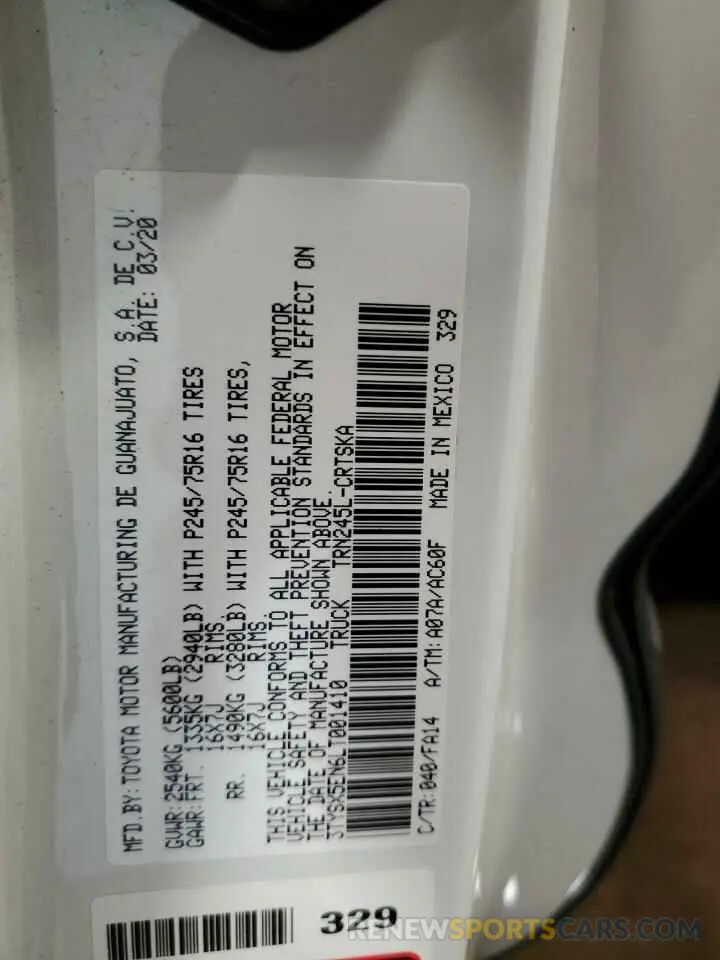 MFD.BY: TOYOTA MOTOR MANUFACTURING DE GUANAJUATO, S.A. DE C.V.
DATE: 03/20
GVWR: 2540KG (5600LB)
GAWR: FRT. 1335KG (2940LB) WITH P245/75R16 TIRES
16X7J RIMS,
RR. 1490KG (3280LB) WITH P245/75R16 TIRES,
16X7J RIMS.
THIS VEHICLE CONFORMS TO ALL APPLICABLE FEDERAL MOTOR
VEHICLE SAFETY AND THEFT PREVENTION STANDARDS IN EFFECT ON
THE DATE OF MANUFACTURE SHOWN ABOVE.
3TYSX5EN6LT001410 TRUCK TRN245L-CRTSKA
C/TR: 040/FA14 A/TM: A07A/AC60F MADE IN MEXICO 329
329
RENEWSPORTSCARS.COM